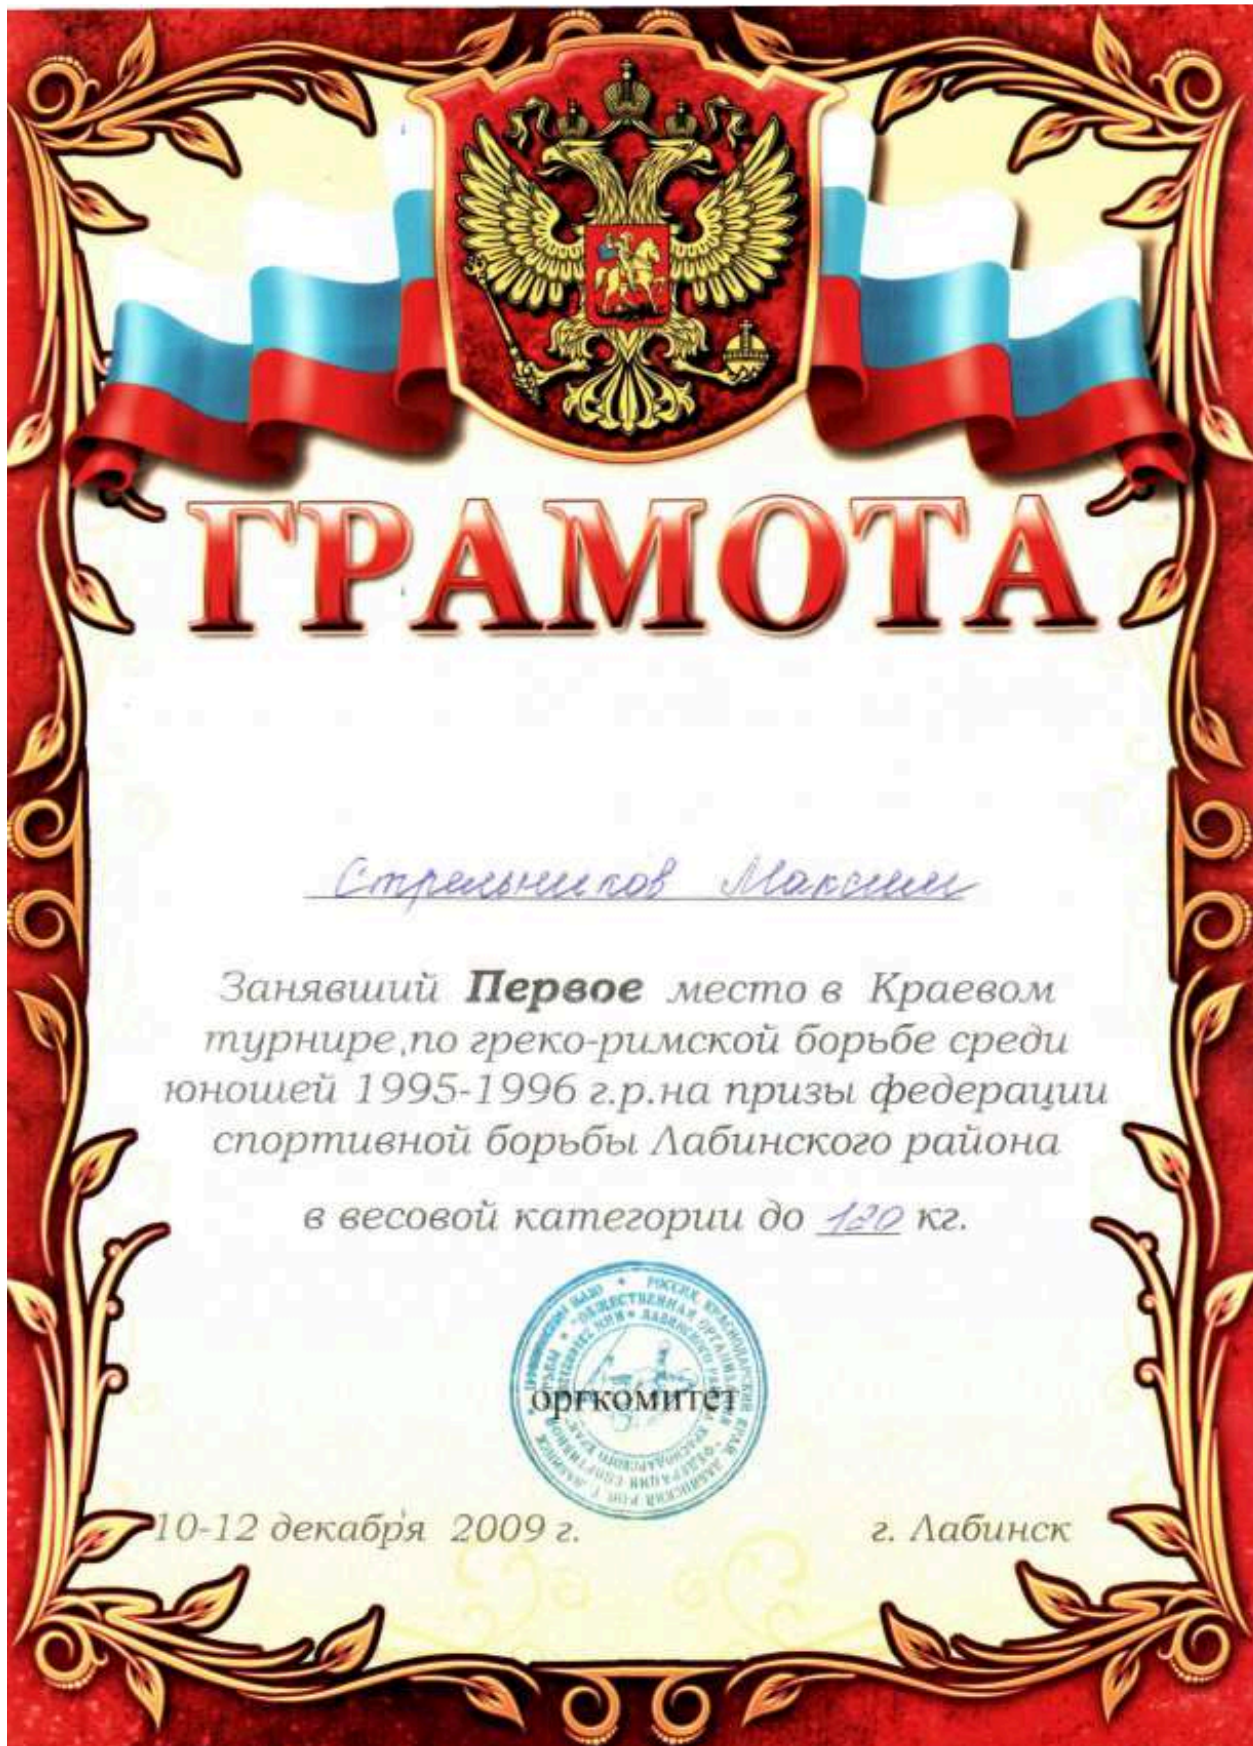 ГРАМОТА
Стрельников Максим
Занявший Первое место в Краевом
турнире,по греко-римской борьбе среди
юношей 1995-1996 г.р.на призы федерации
спортивной борьбы Лабинского района
в весовой категории до 120 кг.
оргкомитет
10-12 декабря 2009 г.
г. Лабинск